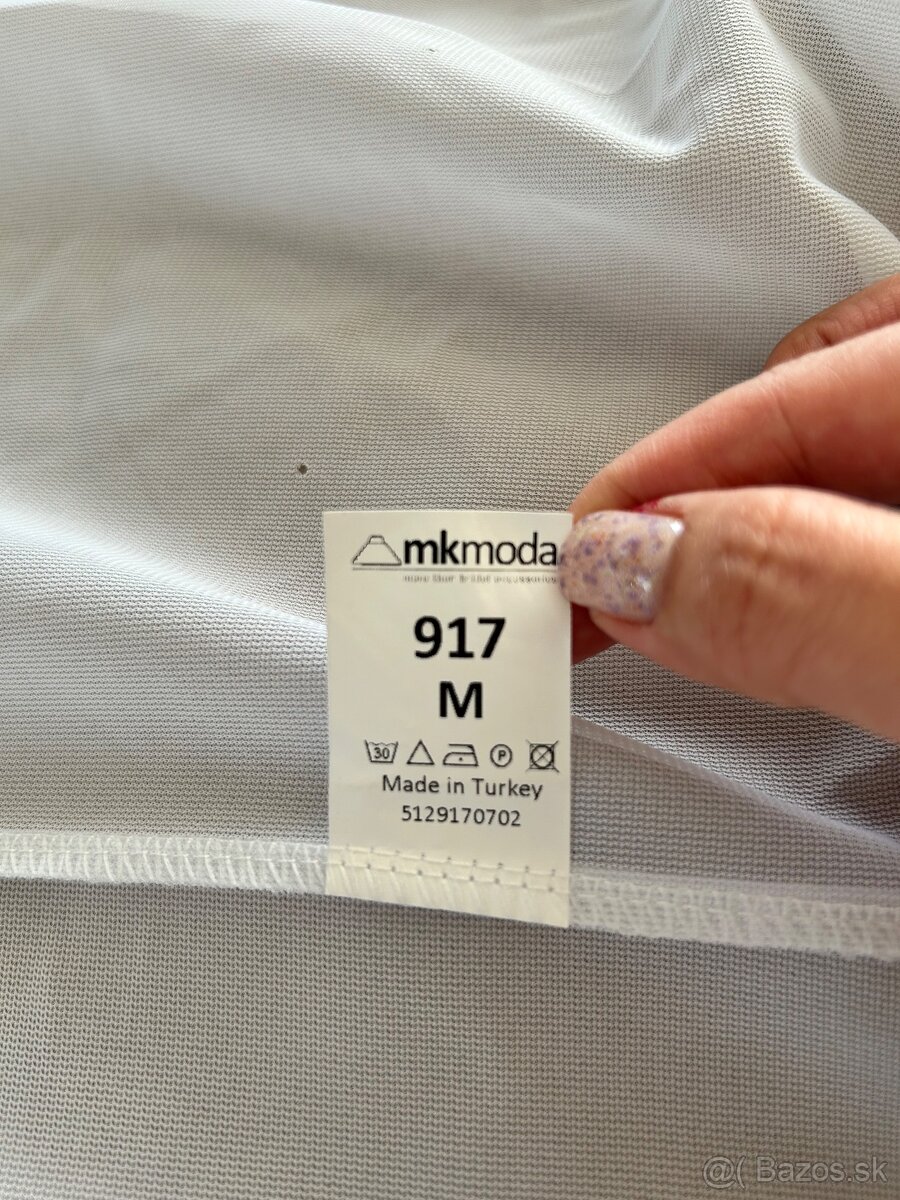 mkmoda
917
M
30
P
Made in Turkey
5129170702
@( Bazos.sk